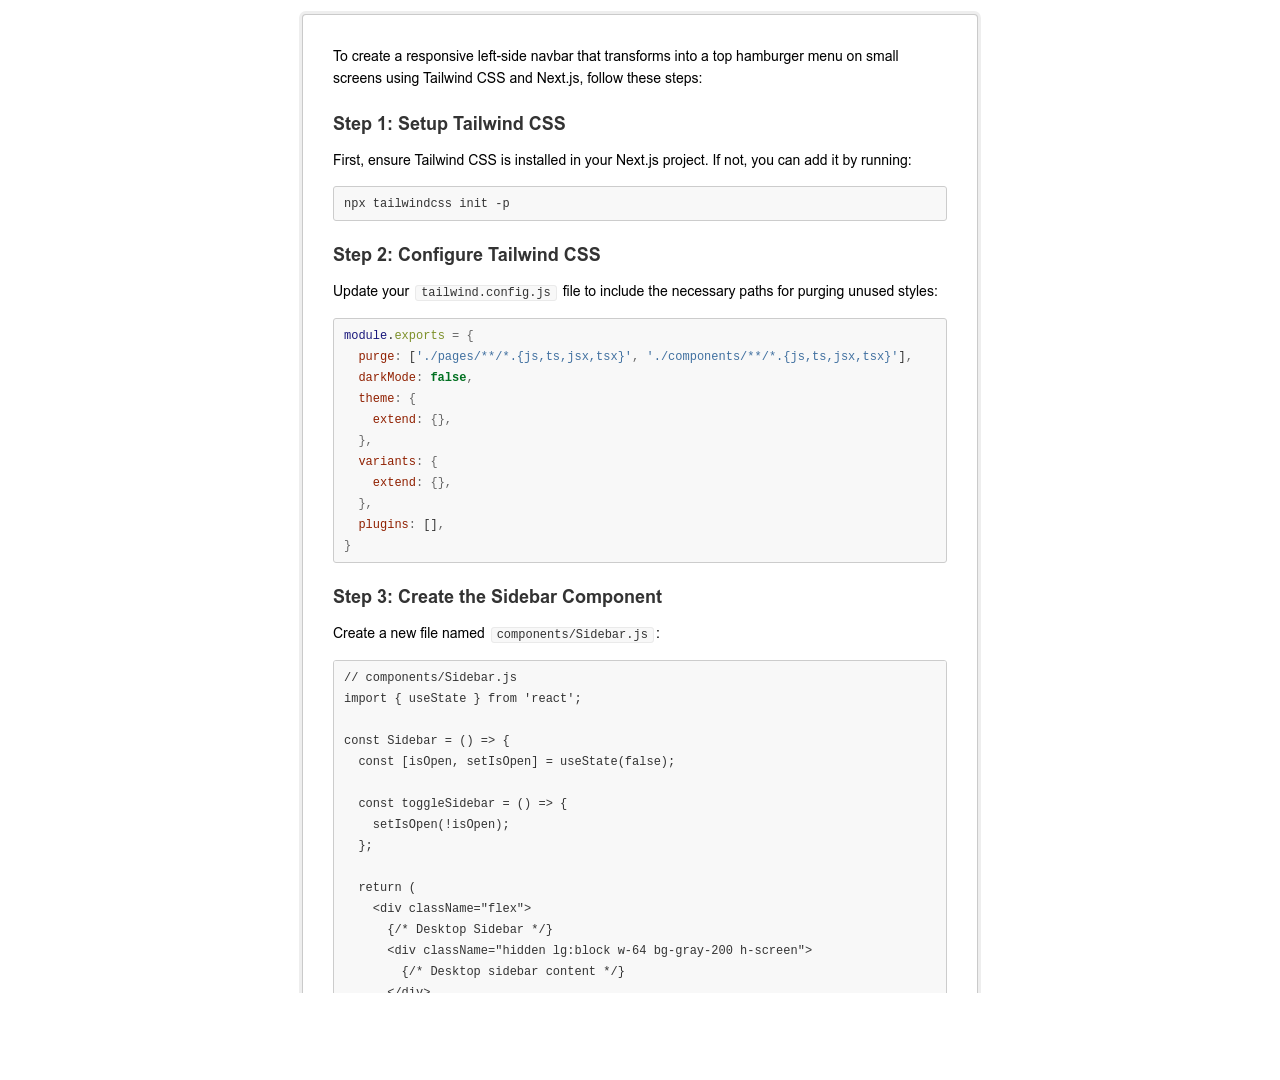 To create a responsive left-side navbar that transforms into a top hamburger menu on small
screens using Tailwind CSS and Next.js, follow these steps:
Step 1: Setup Tailwind CSS
First, ensure Tailwind CSS is installed in your Next.js project. If not, you can add it by running:
npx tailwindcss init -p
Step 2: Configure Tailwind CSS
Update your tailwind.config.js file to include the necessary paths for purging unused styles:
module.exports = {
  purge: ['./pages/**/*.{js,ts,jsx,tsx}', './components/**/*.{js,ts,jsx,tsx}'],
  darkMode: false,
  theme: {
    extend: {},
  },
  variants: {
    extend: {},
  },
  plugins: [],
}
Step 3: Create the Sidebar Component
Create a new file named components/Sidebar.js :
// components/Sidebar.js
import { useState } from 'react';
const Sidebar = () => {
  const [isOpen, setIsOpen] = useState(false);
  const toggleSidebar = () => {
    setIsOpen(!isOpen);
  };
  return (
    <div className="flex">
      {/* Desktop Sidebar */}
      <div className="hidden lg:block w-64 bg-gray-200 h-screen">
        {/* Desktop sidebar content */}
      </div>